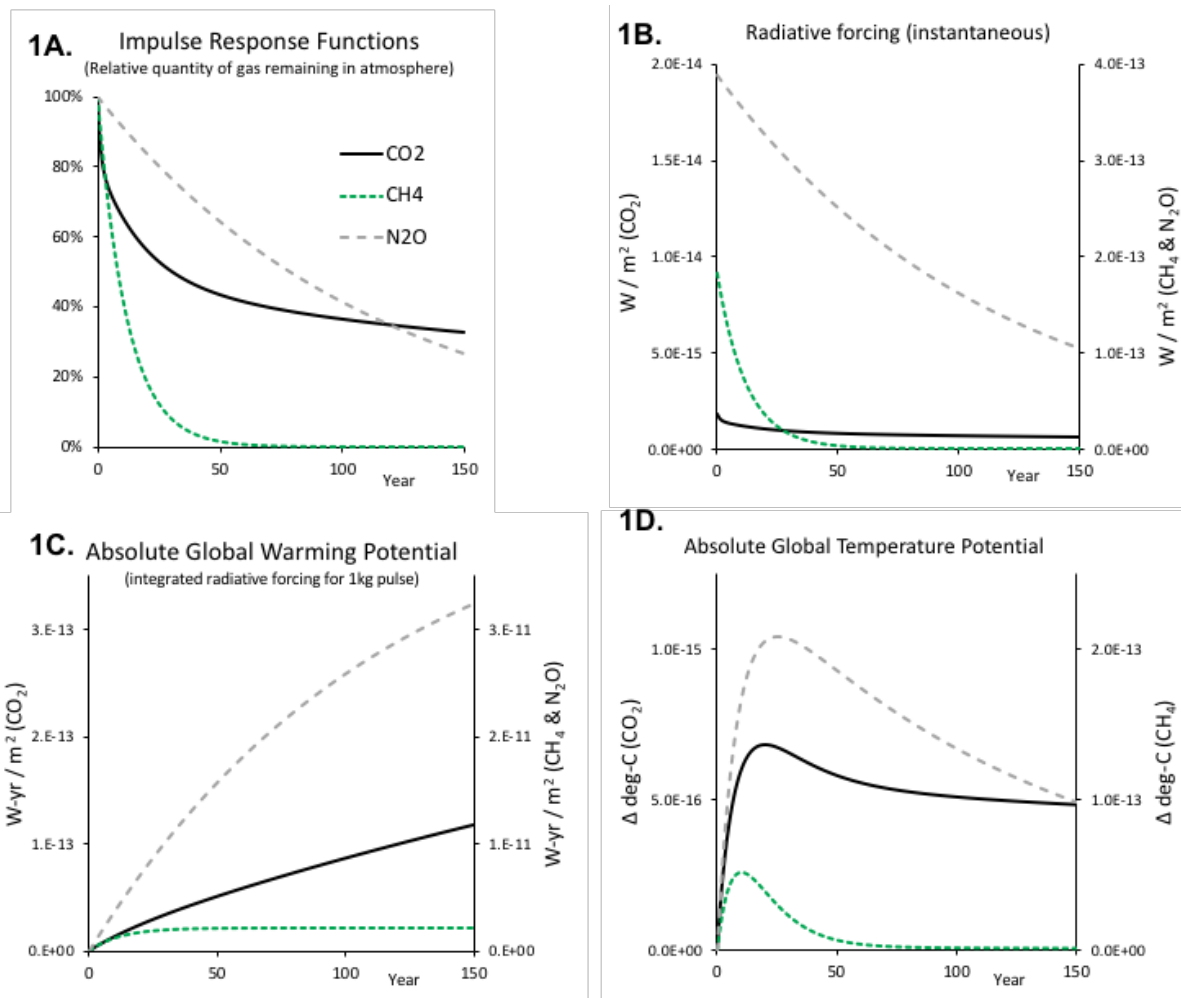 1A.
Impulse Response Functions
(Relative quantity of gas remaining in atmosphere)
100%
80%
60%
40%
20%
0%
CO2
CH4
N2O
0
50
100
150
Year
1B.
Radiative forcing (instantaneous)
W / m² (CO₂)
2.0E-14
1.5E-14
1.0E-14
5.0E-15
0.0E+00
4.0E-13
3.0E-13
2.0E-13
1.0E-13
0.0E+00
W / m² (CH₄ & N₂O)
0
50
100
150
Year
1C.
Absolute Global Warming Potential
(integrated radiative forcing for 1kg pulse)
W-yr / m² (CO₂)
3.E-13
2.E-13
1.E-13
0.E+00
3.E-11
2.E-11
1.E-11
0.E+00
W-yr / m² (CH₄ & N₂O)
0
50
100
150
Year
1D.
Absolute Global Temperature Potential
Δ deg-C (CO₂)
1.0E-15
5.0E-16
0.0E+00
2.0E-13
1.0E-13
0.0E+00
Δ deg-C (CH₄)
0
50
100
150
Year